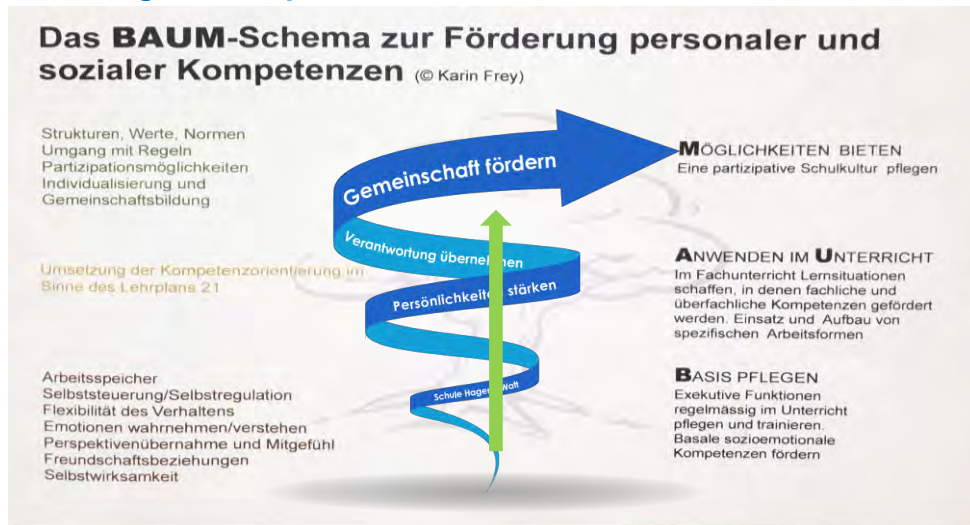 Das BAUM-Schema zur Förderung personaler und
sozialer Kompetenzen (© Karin Frey)
Strukturen, Werte, Normen
Umgang mit Regeln
Partizipationsmöglichkeiten
Individualisierung und
Gemeinschaftsbildung
Umsetzung der Kompetenzorientierung im
Sinne des Lehrplans 21
Arbeitsspeicher
Selbststeuerung/Selbstregulation
Flexibilität des Verhaltens
Emotionen wahrnehmen/verstehen
Perspektivenübernahme und Mitgefühl
Freundschaftsbeziehungen
Selbstwirksamkeit
Gemeinschaft fördern
Verantwortung übernehmen
Persönlichkeiten stärken
Schule Hagen Watt
MÖGLICHKEITEN BIETEN
Eine partizipative Schulkultur pflegen
ANWENDEN IM UNTERRICHT
Im Fachunterricht Lernsituationen
schaffen, in denen fachliche und
überfachliche Kompetenzen gefördert
werden. Einsatz und Aufbau von
spezifischen Arbeitsformen
BASIS PFLEGEN
Exekutive Funktionen
regelmässig im Unterricht
pflegen und trainieren.
Basale sozioemotionale
Kompetenzen fördern